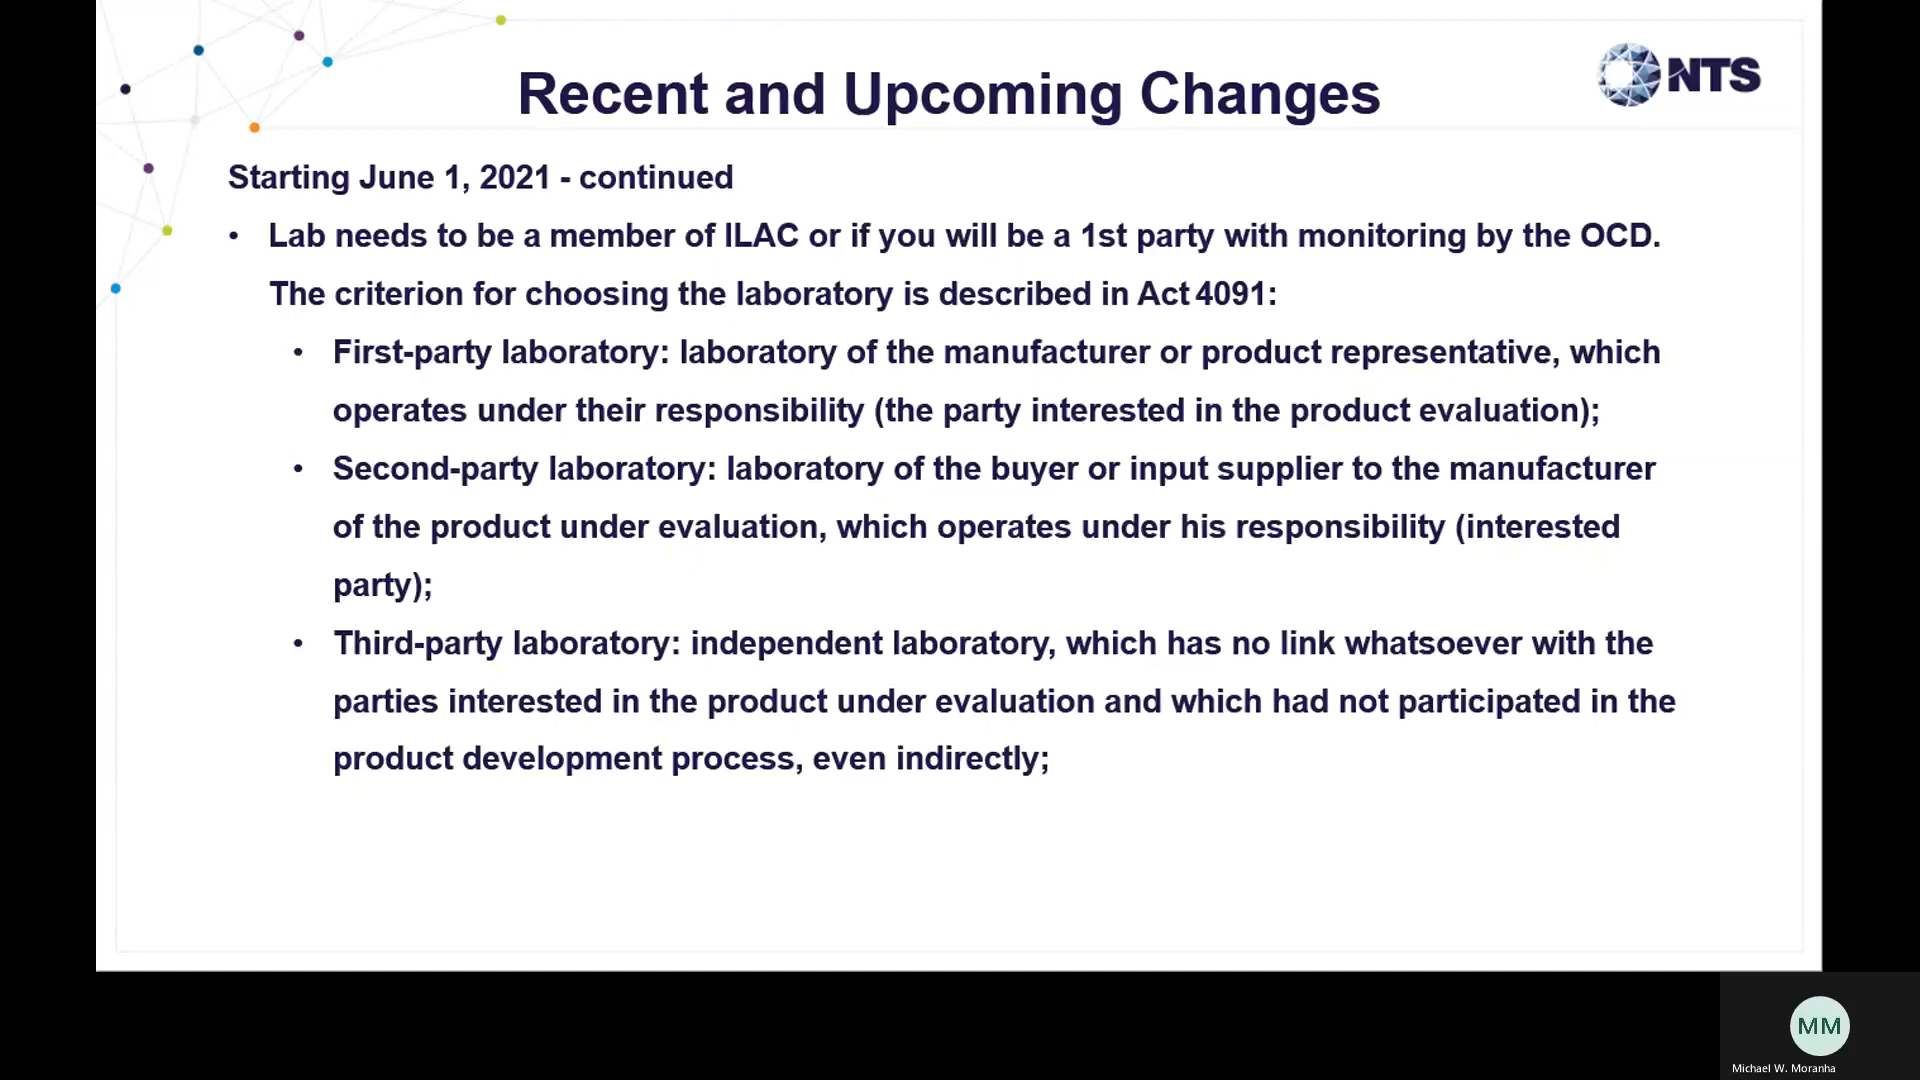 Recent and Upcoming Changes
NTS
Starting June 1, 2021 - continued
• Lab needs to be a member of ILAC or if you will be a 1st party with monitoring by the OCD.
The criterion for choosing the laboratory is described in Act 4091:
• First-party laboratory: laboratory of the manufacturer or product representative, which
operates under their responsibility (the party interested in the product evaluation);
• Second-party laboratory: laboratory of the buyer or input supplier to the manufacturer
of the product under evaluation, which operates under his responsibility (interested
party);
• Third-party laboratory: independent laboratory, which has no link whatsoever with the
parties interested in the product under evaluation and which had not participated in the
product development process, even indirectly;
MM
Michael W. Moranha